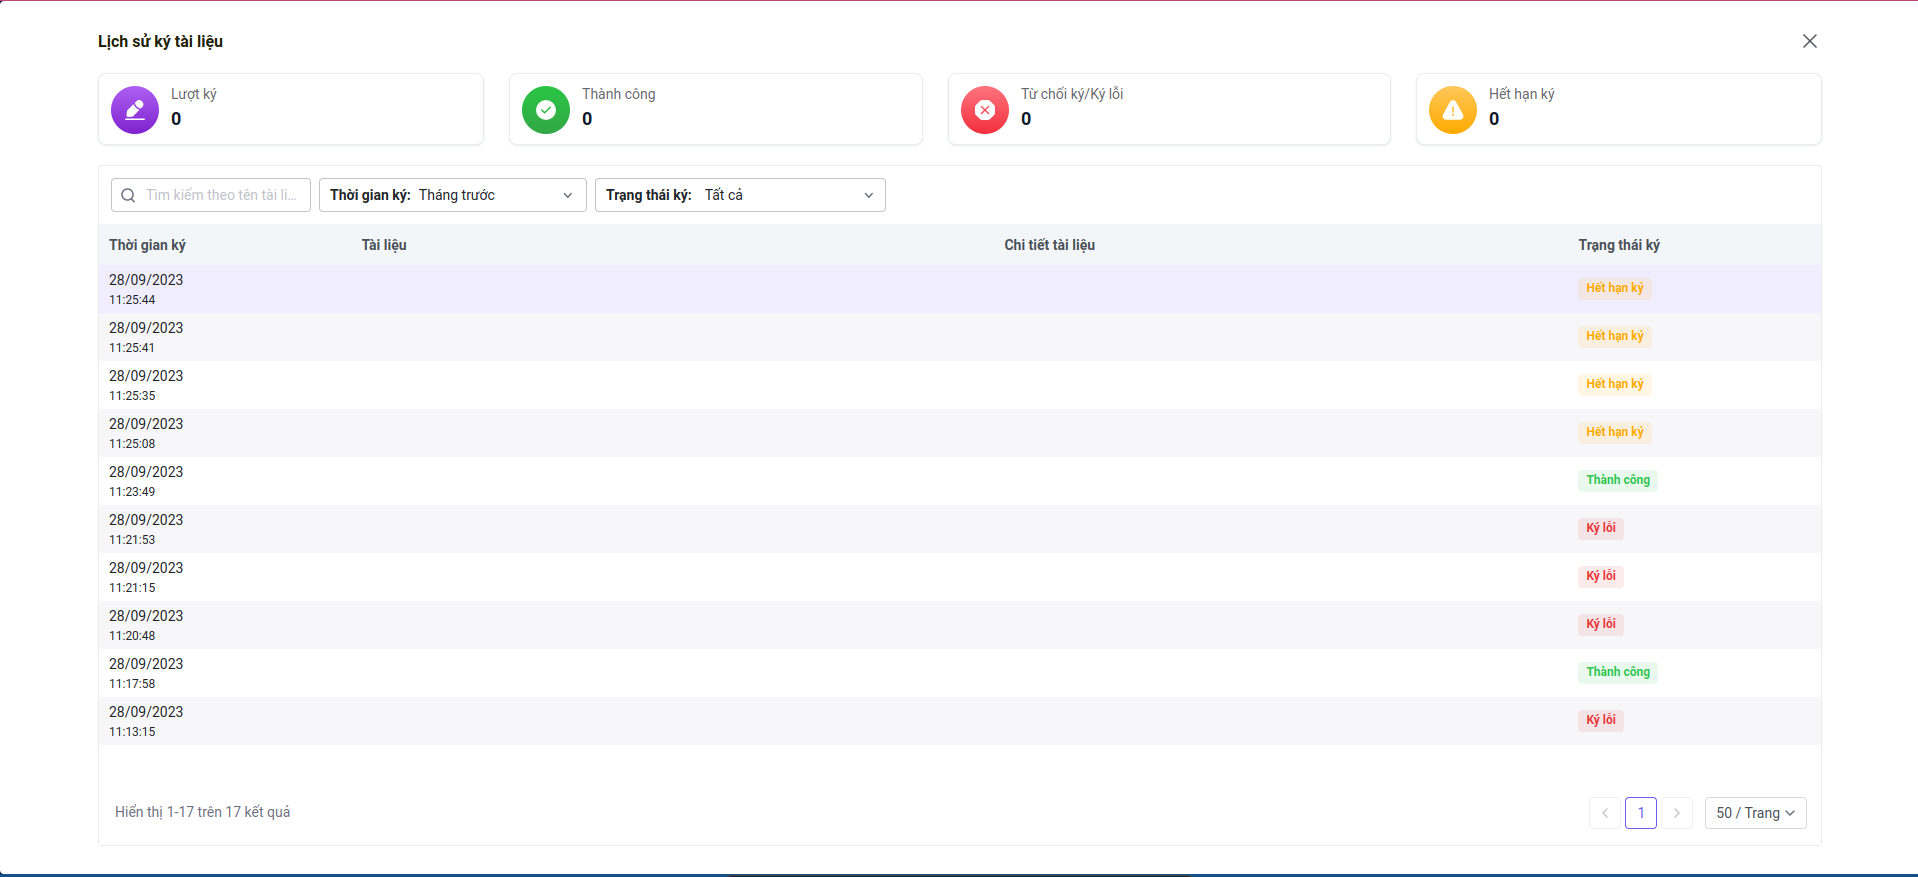 Lịch sử ký tài liệu
Lượt ký
0
Thành công
0
Từ chối ký/Ký lỗi
0
Hết hạn ký
0
Tìm kiếm theo tên tài li...
Thời gian ký: Tháng trước
Trạng thái ký: Tất cả
Thời gian ký Tài liệu Chi tiết tài liệu Trạng thái ký
28/09/2023
11:25:44
Hết hạn ký
28/09/2023
11:25:41
Hết hạn ký
28/09/2023
11:25:35
Hết hạn ký
28/09/2023
11:25:08
Hết hạn ký
28/09/2023
11:23:49
Thành công
28/09/2023
11:21:53
Ký lỗi
28/09/2023
11:21:15
Ký lỗi
28/09/2023
11:20:48
Ký lỗi
28/09/2023
11:17:58
Thành công
28/09/2023
11:13:15
Ký lỗi
Hiển thị 1-17 trên 17 kết quả
1
50 / Trang